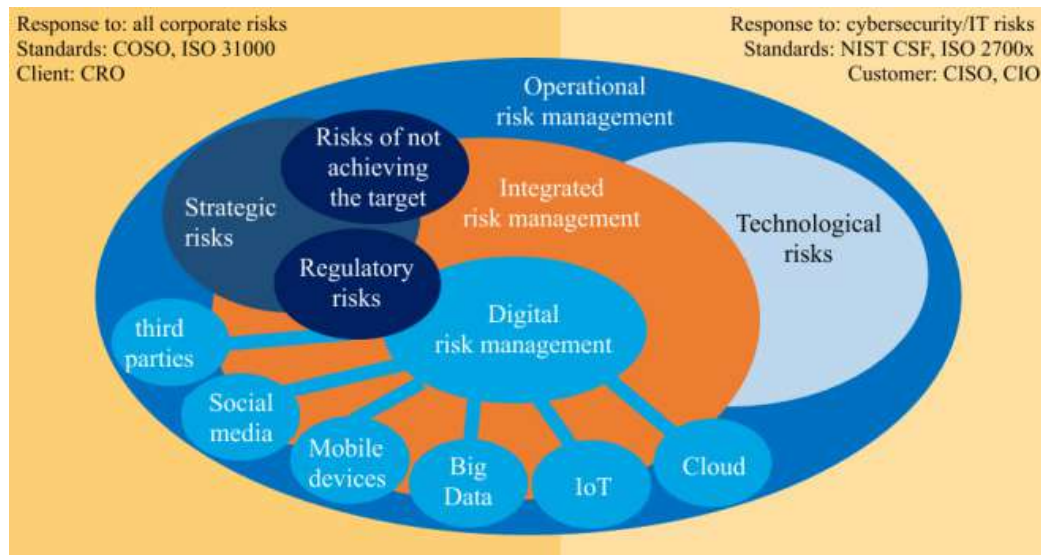 Response to: all corporate risks
Standards: COSO, ISO 31000
Client: CRO
Response to: cybersecurity/IT risks
Standards: NIST CSF, ISO 2700x
Customer: CISO, CIO
Operational
risk management
Risks of not
achieving
the target
Integrated
risk management
Strategic
risks
Technological
risks
Regulatory
risks
Digital
risk management
third
parties
Social
media
Mobile
devices
Big
Data
IoT
Cloud